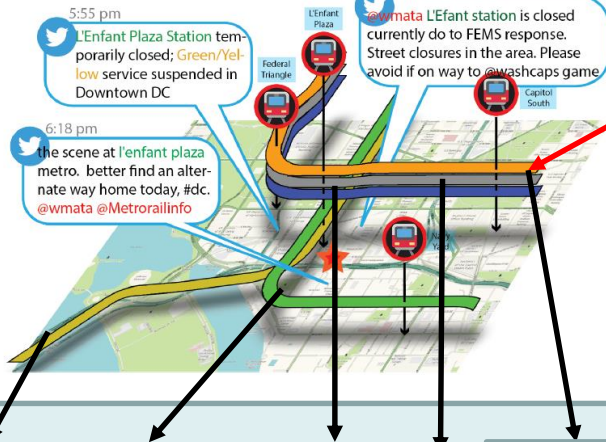 5:55 pm
L'Enfant Plaza Station tem-
porarily closed; Green/Yel-
low service suspended in
Downtown DC
L'Enfant
Plaza
@wmata L'Efant station is closed
currently do to FEMS response.
Street closures in the area. Please
avoid if on way to @washcaps game
Federal
Triangle
Capitol
South
6:18 pm
the scene at l'enfant plaza
metro. better find an alter-
nate way home today, #dc.
@wmata @Metrorailinfo
Navy
Yard